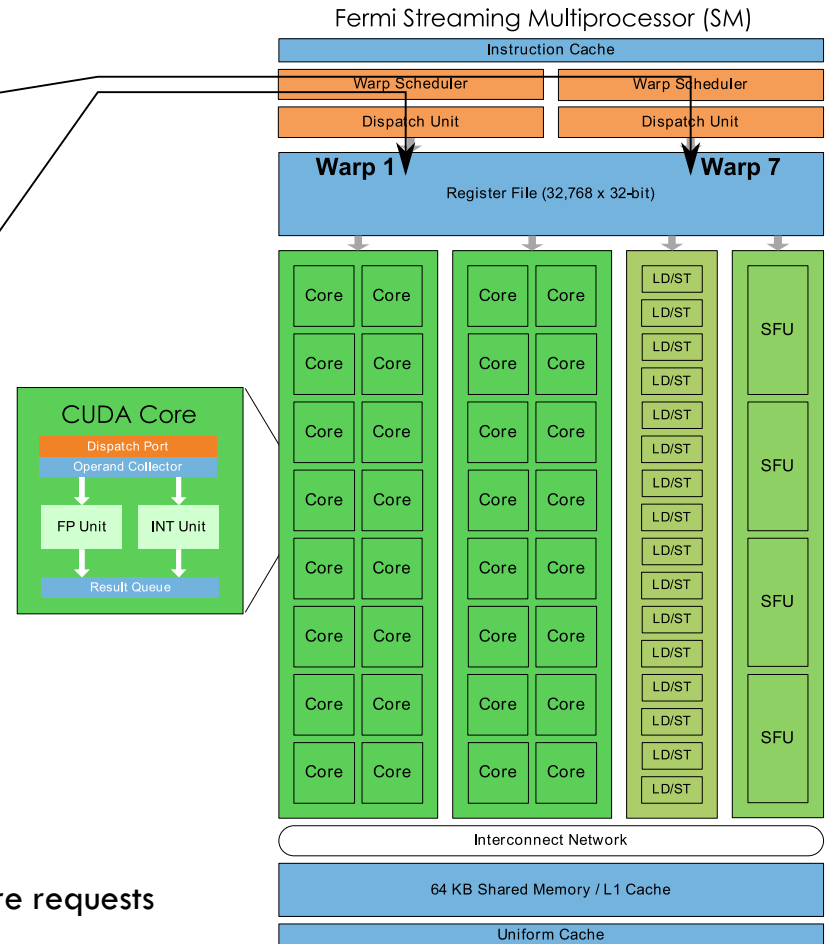 Fermi Streaming Multiprocessor (SM)
Instruction Cache
Warp Scheduler Warp Scheduler
Dispatch Unit Dispatch Unit
Warp 1 Warp 7
Register File (32,768 x 32-bit)
Core Core Core Core LD/ST
LD/ST
SFU
Core Core Core Core LD/ST
LD/ST
Core Core Core Core LD/ST
LD/ST
SFU
Core Core Core Core LD/ST
LD/ST
Core Core Core Core LD/ST
LD/ST
SFU
Core Core Core Core LD/ST
LD/ST
Core Core Core Core LD/ST
LD/ST
SFU
Core Core Core Core LD/ST
LD/ST
CUDA Core
Dispatch Port
Operand Collector
FP Unit INT Unit
Result Queue
Interconnect Network
64 KB Shared Memory / L1 Cache
Uniform Cache
re requests